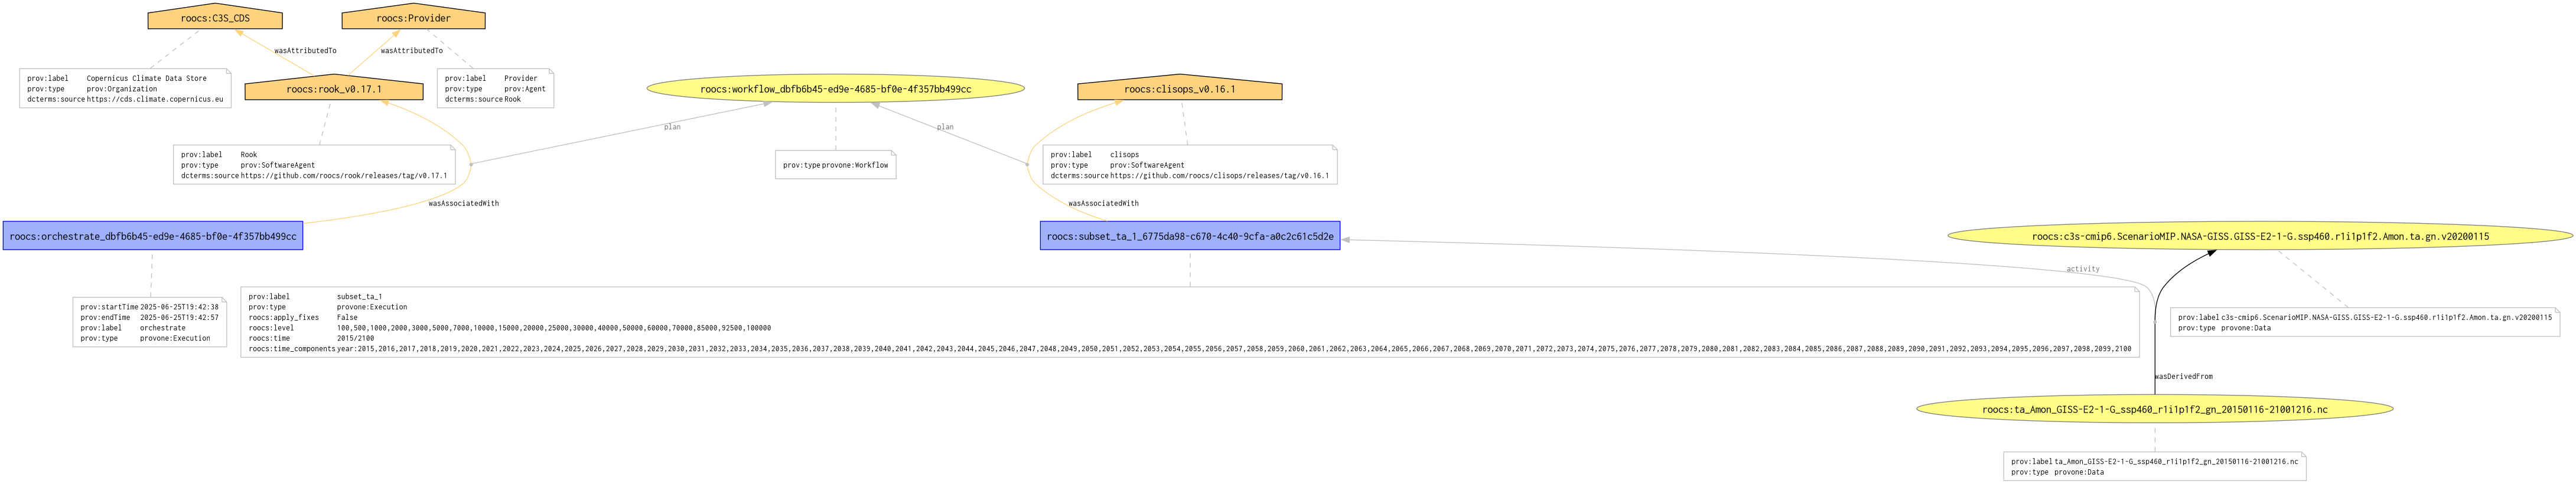 roocs:C3S_CDS
roocs:Provider
wasAttributedTo
wasAttributedTo
prov:label Copernicus Climate Data Store
prov:type prov:Organization
dcterms:source https://cds.climate.copernicus.eu
roocs:rook_v0.17.1
prov:label Provider
prov:type prov:Agent
dcterms:source Rook
roocs:workflow_dbfb6b45-ed9e-4685-bf0e-4f357bb499cc
roocs:clisops_v0.16.1
plan
plan
prov:label Rook
prov:type prov:SoftwareAgent
dcterms:source https://github.com/roocs/rook/releases/tag/v0.17.1
prov:type provone:Workflow
prov:label clisops
prov:type prov:SoftwareAgent
dcterms:source https://github.com/roocs/clisops/releases/tag/v0.16.1
wasAssociatedWith
wasAssociatedWith
roocs:orchestrate_dbfb6b45-ed9e-4685-bf0e-4f357bb499cc
roocs:subset_ta_1_6775da98-c670-4c40-9cfa-a0c2c61c5d2e
roocs:c3s-cmip6.ScenarioMIP.NASA-GISS.GISS-E2-1-G.ssp460.r1i1p1f2.Amon.ta.gn.v20200115
activity
prov:startTime 2025-06-25T19:42:38
prov:endTime 2025-06-25T19:42:57
prov:label orchestrate
prov:type provone:Execution
prov:label subset_ta_1
prov:type provone:Execution
roocs:apply_fixes False
roocs:level 100,500,1000,2000,3000,5000,7000,10000,15000,20000,25000,30000,40000,50000,60000,70000,85000,92500,100000
roocs:time 2015/2100
roocs:time_components year:2015,2016,2017,2018,2019,2020,2021,2022,2023,2024,2025,2026,2027,2028,2029,2030,2031,2032,2033,2034,2035,2036,2037,2038,2039,2040,2041,2042,2043,2044,2045,2046,2047,2048,2049,2050,2051,2052,2053,2054,2055,2056,2057,2058,2059,2060,2061,2062,2063,2064,2065,2066,2067,2068,2069,2070,2071,2072,2073,2074,2075,2076,2077,2078,2079,2080,2081,2082,2083,2084,2085,2086,2087,2088,2089,2090,2091,2092,2093,2094,2095,2096,2097,2098,2099,2100
prov:label c3s-cmip6.ScenarioMIP.NASA-GISS.GISS-E2-1-G.ssp460.r1i1p1f2.Amon.ta.gn.v20200115
prov:type provone:Data
wasDerivedFrom
roocs:ta_Amon_GISS-E2-1-G_ssp460_r1i1p1f2_gn_20150116-21001216.nc
prov:label ta_Amon_GISS-E2-1-G_ssp460_r1i1p1f2_gn_20150116-21001216.nc
prov:type provone:Data